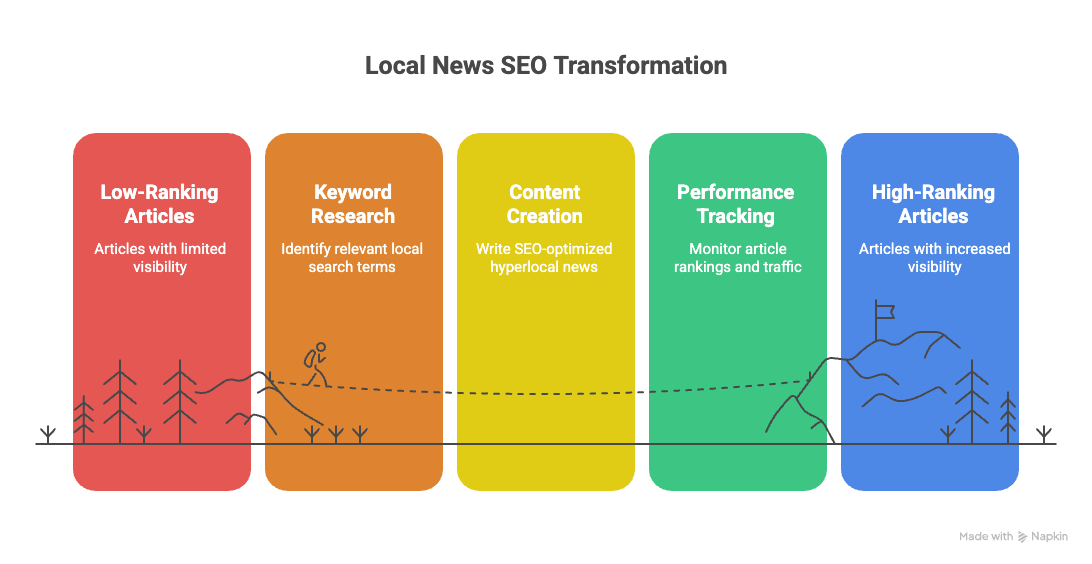 Local News SEO Transformation
Low-Ranking
Articles
Articles with limited
visibility
Keyword
Research
Identify relevant local
search terms
Content
Creation
Write SEO-optimized
hyperlocal news
Performance
Tracking
Monitor article
rankings and traffic
High-Ranking
Articles
Articles with increased
visibility
Made with Napkin